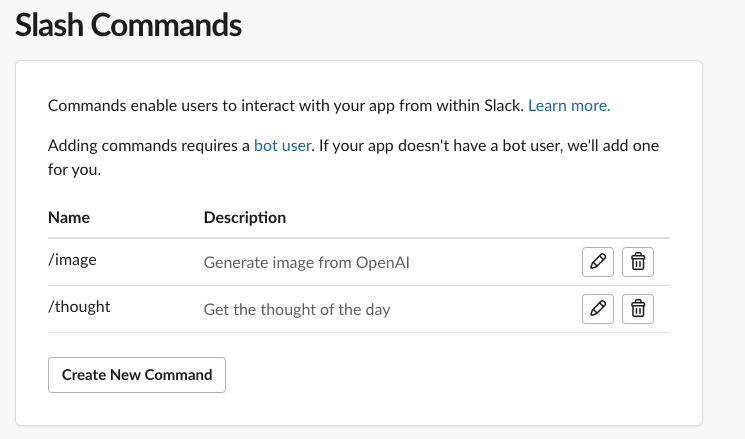 Slash Commands
Commands enable users to interact with your app from within Slack. Learn more.
Adding commands requires a bot user. If your app doesn't have a bot user, we'll add one
for you.
Name Description
/image Generate image from OpenAI
/thought Get the thought of the day
Create New Command